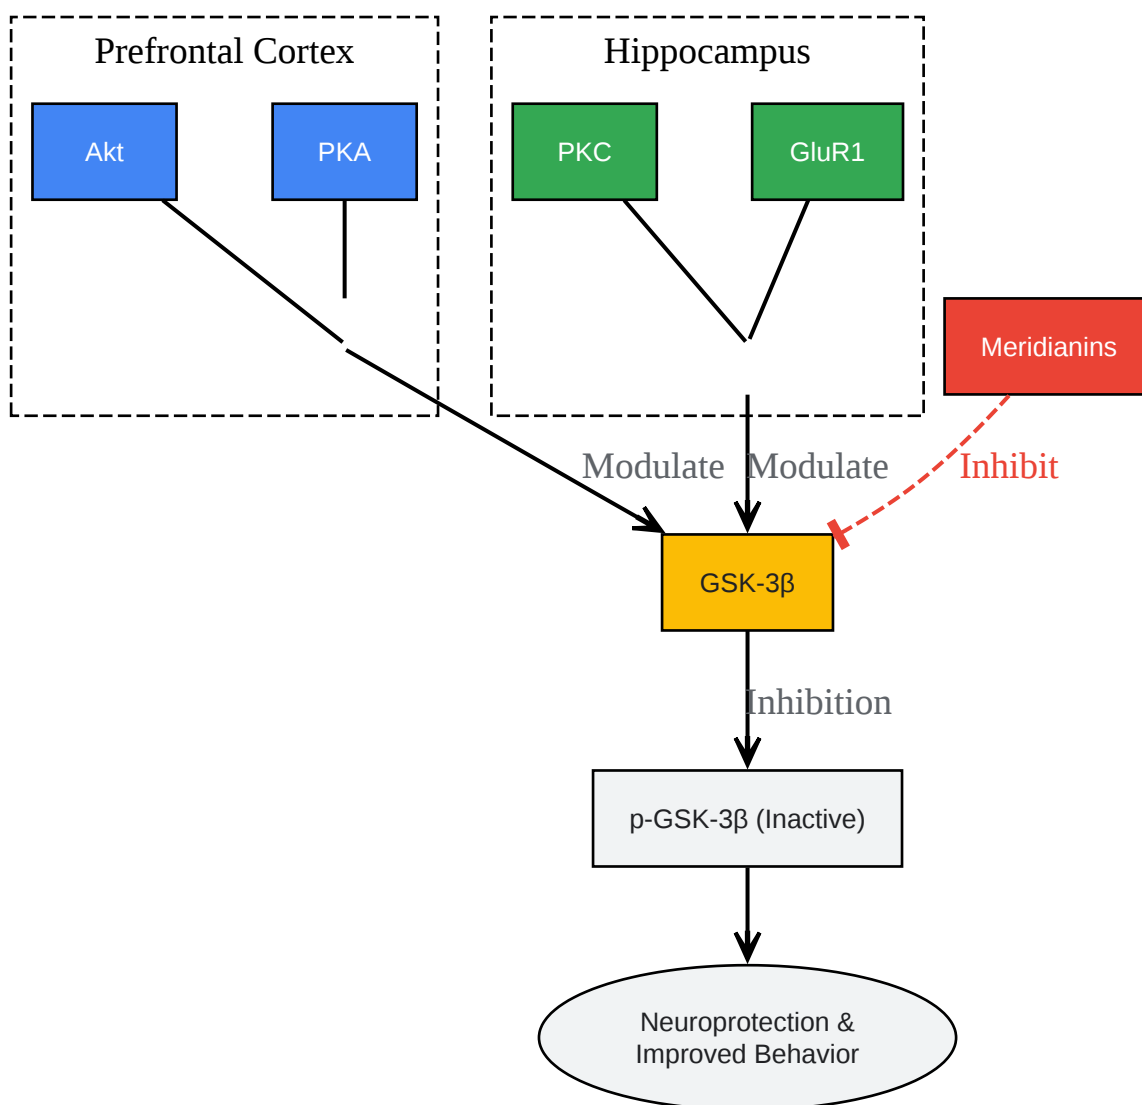 Prefrontal Cortex
Hippocampus
Akt
PKA
PKC
GluR1
Meridianins
Modulate
Modulate
Inhibit
GSK-3β
Inhibition
p-GSK-3β (Inactive)
Neuroprotection &
Improved Behavior